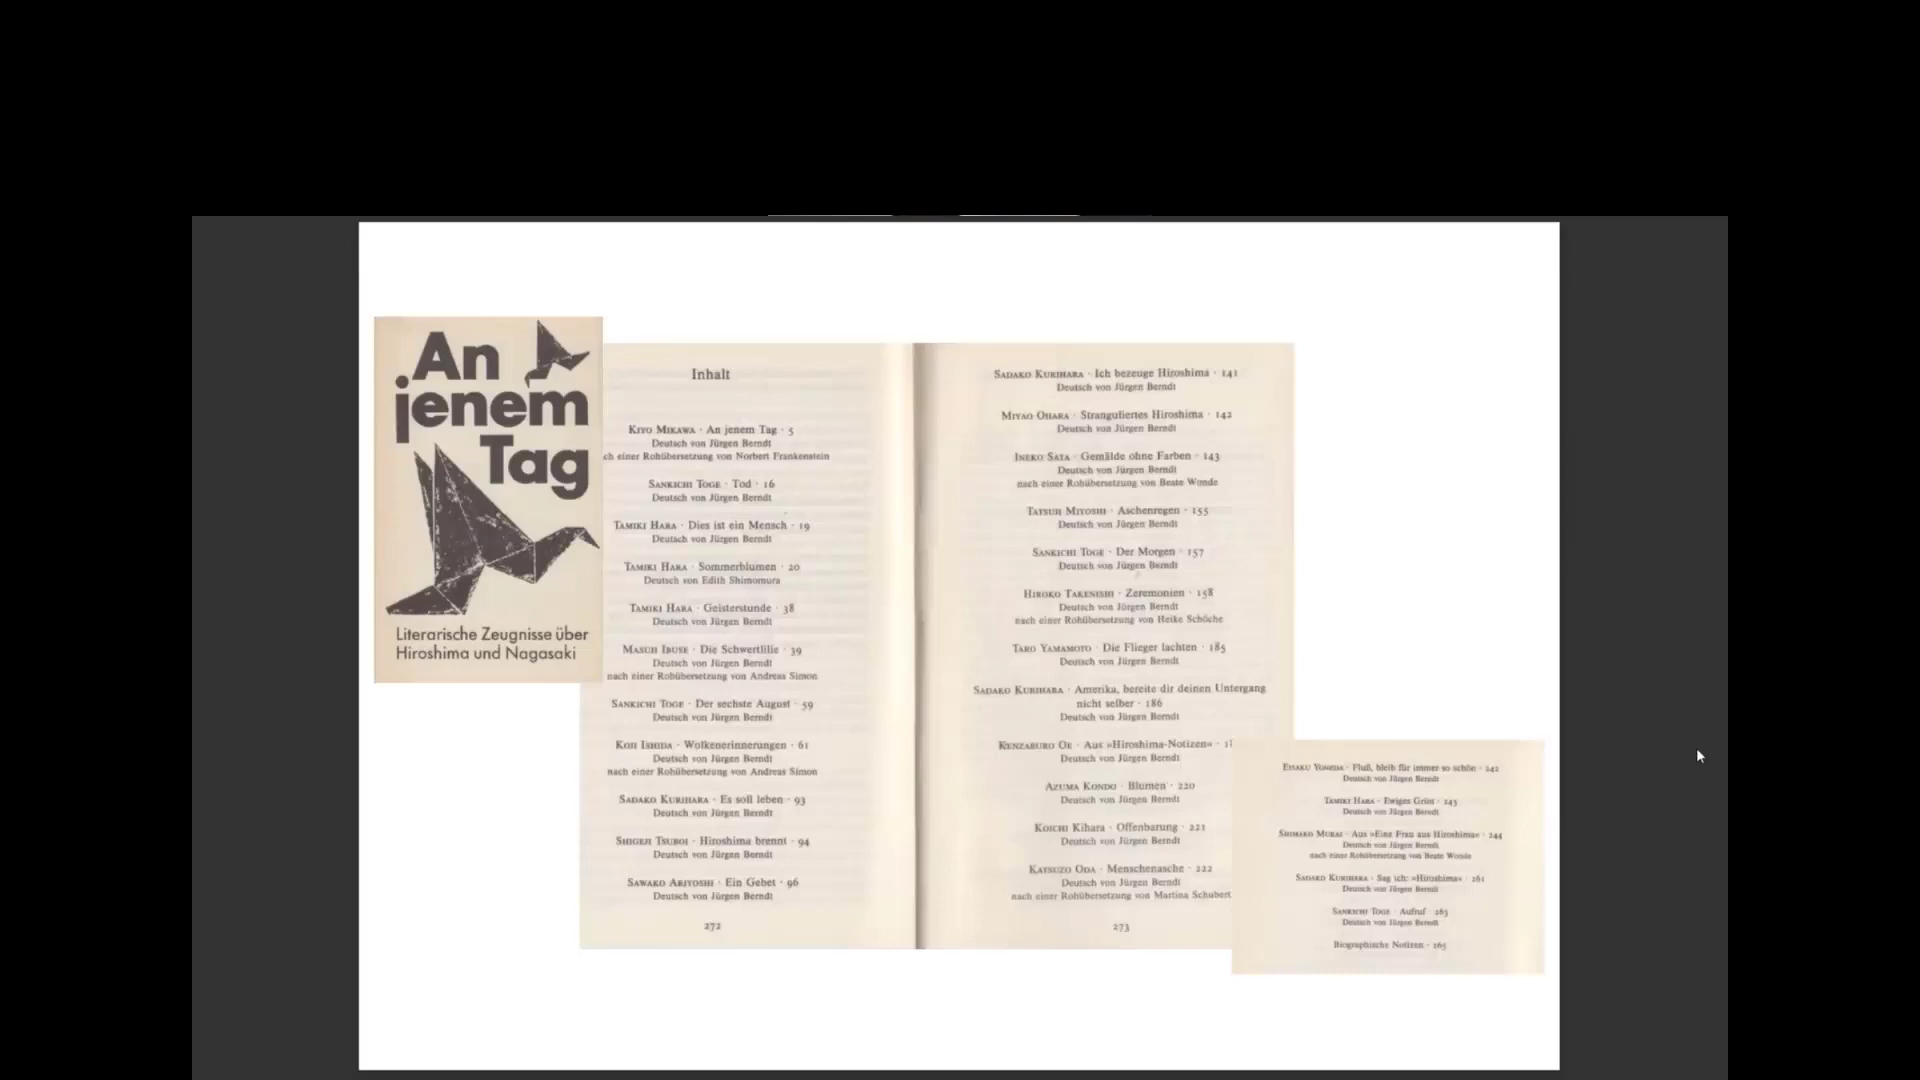 An
jenem
Tag
Literarische Zeugnisse über
Hiroshima und Nagasaki
Inhalt
KIYO MIKAWA · An jenem Tag · 5
Deutsch von Jürgen Berndt
ch einer Rohübersetzung von Norbert Frankenstein
SANKICHI TOGE · Tod · 16
Deutsch von Jürgen Berndt
TAMIKI HARA · Dies ist ein Mensch · 19
Deutsch von Jürgen Berndt
TAMIKI HARA · Sommerblumen · 20
Deutsch von Edith Shimomura
TAMIKI HARA · Geisterstunde · 38
Deutsch von Jürgen Berndt
MASUJI IBUSE · Die Schwertlilie · 39
Deutsch von Jürgen Berndt
nach einer Rohübersetzung von Andreas Simon
SANKICHI TOGE · Der sechste August · 59
Deutsch von Jürgen Berndt
KOJI ISHIDA · Wolkenerinnerungen · 61
Deutsch von Jürgen Berndt
nach einer Rohübersetzung von Andreas Simon
SADAKO KURIHARA · Es soll leben · 93
Deutsch von Jürgen Berndt
SHIGEJI TSUBOI · Hiroshima brennt · 94
Deutsch von Jürgen Berndt
SAWAKO ARIYOSHI · Ein Gebet · 96
Deutsch von Jürgen Berndt
272
SADAKO KURIHARA · Ich bezeuge Hiroshima · 141
Deutsch von Jürgen Berndt
MIYAO OHARA · Stranguliertes Hiroshima · 142
Deutsch von Jürgen Berndt
INEKO SATA · Gemälde ohne Farben · 143
Deutsch von Jürgen Berndt
nach einer Rohübersetzung von Beate Wonde
TATSUJI MIYOSHI · Aschenregen · 155
Deutsch von Jürgen Berndt
SANKICHI TOGE · Der Morgen · 157
Deutsch von Jürgen Berndt
HIROKO TAKENISHI · Zeremonien · 158
Deutsch von Jürgen Berndt
nach einer Rohübersetzung von Heike Schöche
TARO YAMAMOTO · Die Flieger lachten · 185
Deutsch von Jürgen Berndt
SADAKO KURIHARA · Amerika, bereite dir deinen Untergang
nicht selber · 186
Deutsch von Jürgen Berndt
KENZABURO OE · Aus »Hiroshima-Notizen« ·
Deutsch von Jürgen Berndt
AZUMA KONDO · Blumen · 220
Deutsch von Jürgen Berndt
KOICHI Kihara · Offenbarung · 221
Deutsch von Jürgen Berndt
KATSUZO ODA · Menschenasche · 222
Deutsch von Jürgen Berndt
nach einer Rohübersetzung von Martina Schubert
273
EISAKU YONEDA · Fluß, bleib für immer so schön · 242
Deutsch von Jürgen Berndt
TAMIKI HARA · Ewiges Grün · 243
Deutsch von Jürgen Berndt
SHIMAKO MURAI · Aus »Eine Frau aus Hiroshima« · 244
Deutsch von Jürgen Berndt
nach einer Rohübersetzung von Beate Wonde
SADAKO KURIHARA · Sag ich: »Hiroshima« · 261
Deutsch von Jürgen Berndt
SANKICHI TOGE · Aufruf · 263
Deutsch von Jürgen Berndt
Biographische Notizen · 265